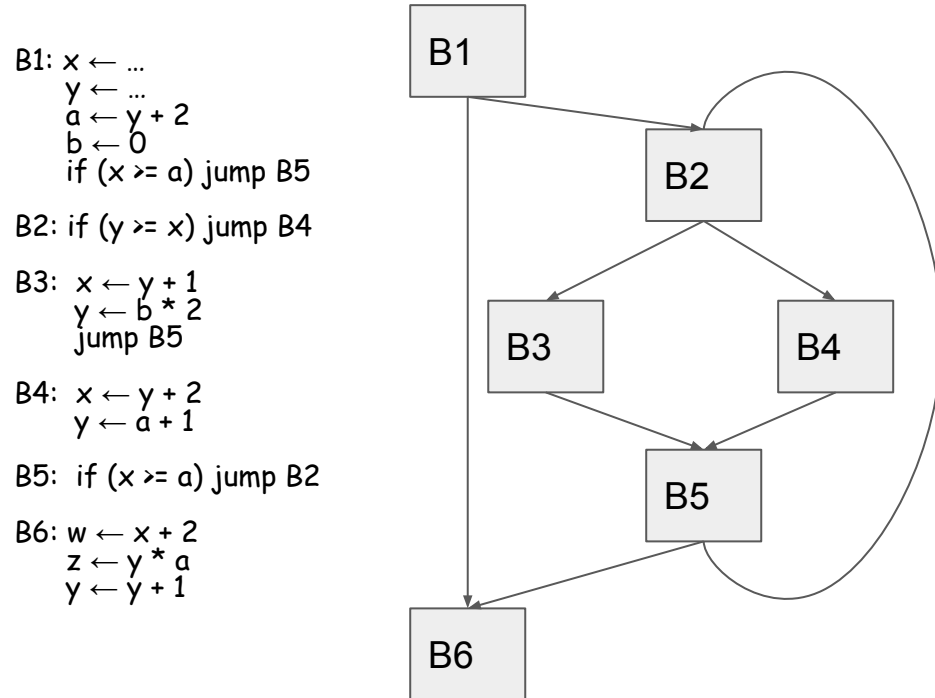 B1: x ← ...
y ← ...
a ← y + 2
b ← 0
if (x >= a) jump B5
B2: if (y >= x) jump B4
B3: x ← y + 1
y ← b * 2
jump B5
B4: x ← y + 2
y ← a + 1
B5: if (x >= a) jump B2
B6: w ← x + 2
z ← y * a
y ← y + 1
B1
B2
B3
B4
B5
B6